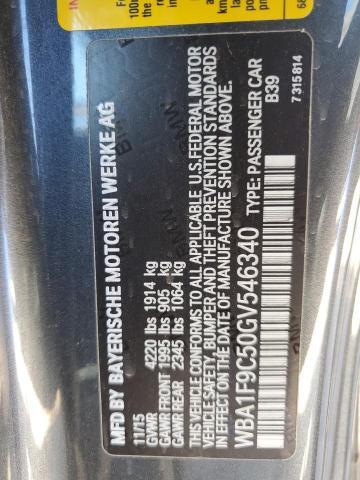 MFD BY BAYERISCHE MOTOREN WERKE AG
11/15
GVWR 4220 lbs 1914 kg
GAWR FRONT 1995 lbs 905 kg
GAWR REAR 2345 lbs 1064 kg
THIS VEHICLE CONFORMS TO ALL APPLICABLE U.S.FEDERAL MOTOR
VEHICLE SAFETY, BUMPER AND THEFT PREVENTION STANDARDS
IN EFFECT ON THE DATE OF MANUFACTURE SHOWN ABOVE.
WBA1F9C50GV546340 TYPE: PASSENGER CAR
B39
7 315 814